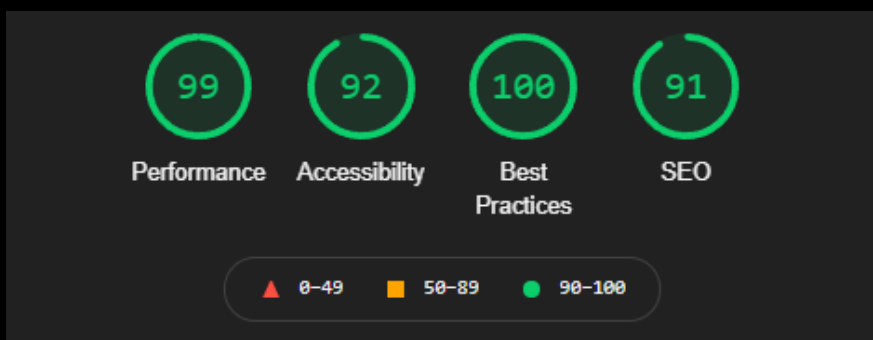 99 92 100 91
Performance Accessibility Best Practices SEO
0–49 50–89 90–100